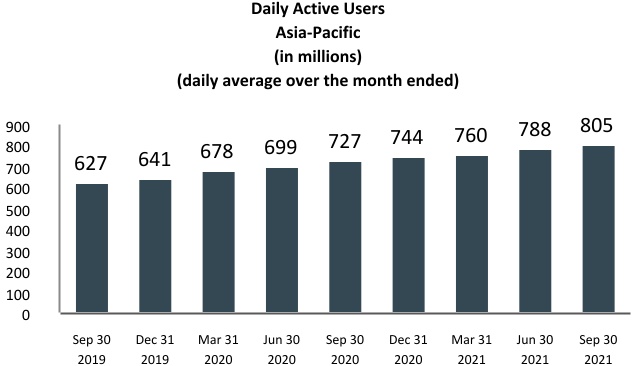 Daily Active Users
Asia-Pacific
(in millions)
(daily average over the month ended)
900
800
700
600
500
400
300
200
100
0
627 641 678 699 727 744 760 788 805
Sep 30 Dec 31 Mar 31 Jun 30 Sep 30 Dec 31 Mar 31 Jun 30 Sep 30
2019 2019 2020 2020 2020 2020 2021 2021 2021